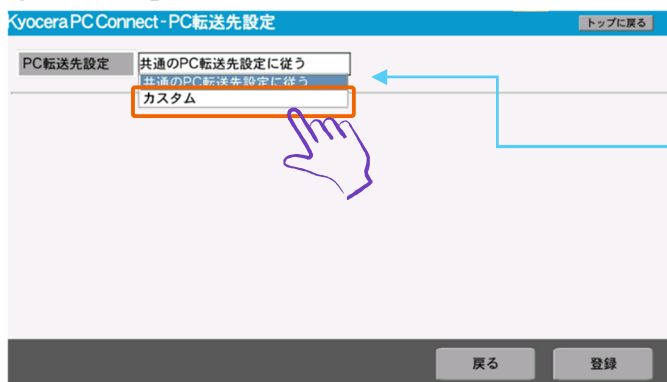 Kyocera PC Connect - PC転送先設定
トップに戻る
PC転送先設定
共通のPC転送先設定に従う
共通のPC転送先設定に従う
カスタム
戻る
登録